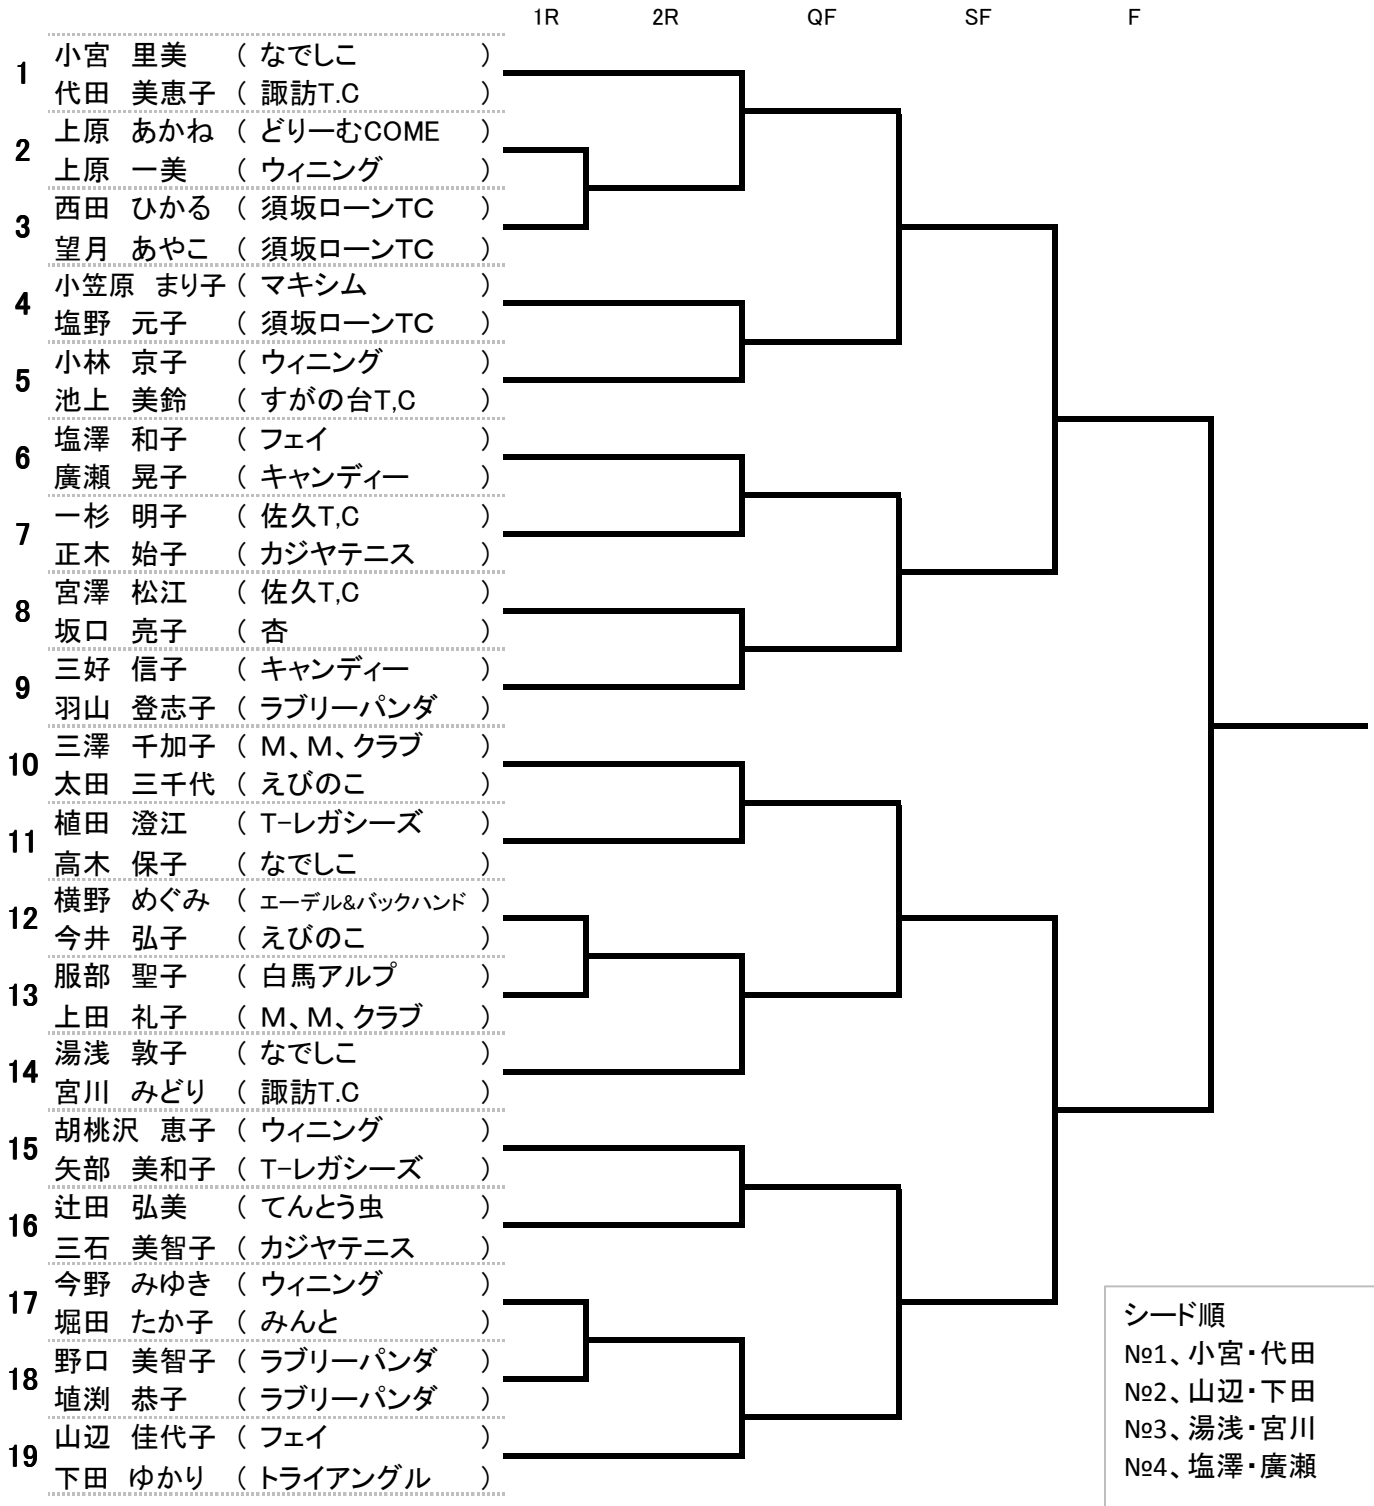 1R 2R QF SF F
小宮 里美 ( なでしこ )
1
代田 美恵子 ( 諏訪T.C )
上原 あかね ( どりーむCOME )
2
上原 一美 ( ウィニング )
西田 ひかる ( 須坂ローンTC )
3
望月 あやこ ( 須坂ローンTC )
小笠原 まり子 ( マキシム )
4
塩野 元子 ( 須坂ローンTC )
小林 京子 ( ウィニング )
5
池上 美鈴 ( すがの台T,C )
塩澤 和子 ( フェイ )
6
廣瀬 晃子 ( キャンディー )
一杉 明子 ( 佐久T,C )
7
正木 始子 ( カジヤテニス )
宮澤 松江 ( 佐久T,C )
8
坂口 亮子 ( 杏 )
三好 信子 ( キャンディー )
9
羽山 登志子 ( ラブリーパンダ )
三澤 千加子 ( M、M、クラブ )
10
太田 三千代 ( えびのこ )
植田 澄江 ( T-レガシーズ )
11
高木 保子 ( なでしこ )
横野 めぐみ ( エーデル&バックハンド )
12
今井 弘子 ( えびのこ )
服部 聖子 ( 白馬アルプ )
13
上田 礼子 ( M、M、クラブ )
湯浅 敦子 ( なでしこ )
14
宮川 みどり ( 諏訪T.C )
胡桃沢 恵子 ( ウィニング )
15
矢部 美和子 ( T-レガシーズ )
辻田 弘美 ( てんとう虫 )
16
三石 美智子 ( カジヤテニス )
今野 みゆき ( ウィニング )
17
堀田 たか子 ( みんと )
野口 美智子 ( ラブリーパンダ )
18
埴渕 恭子 ( ラブリーパンダ )
山辺 佳代子 ( フェイ )
19
下田 ゆかり ( トライアングル )
シード順
№1、小宮・代田
№2、山辺・下田
№3、湯浅・宮川
№4、塩澤・廣瀬